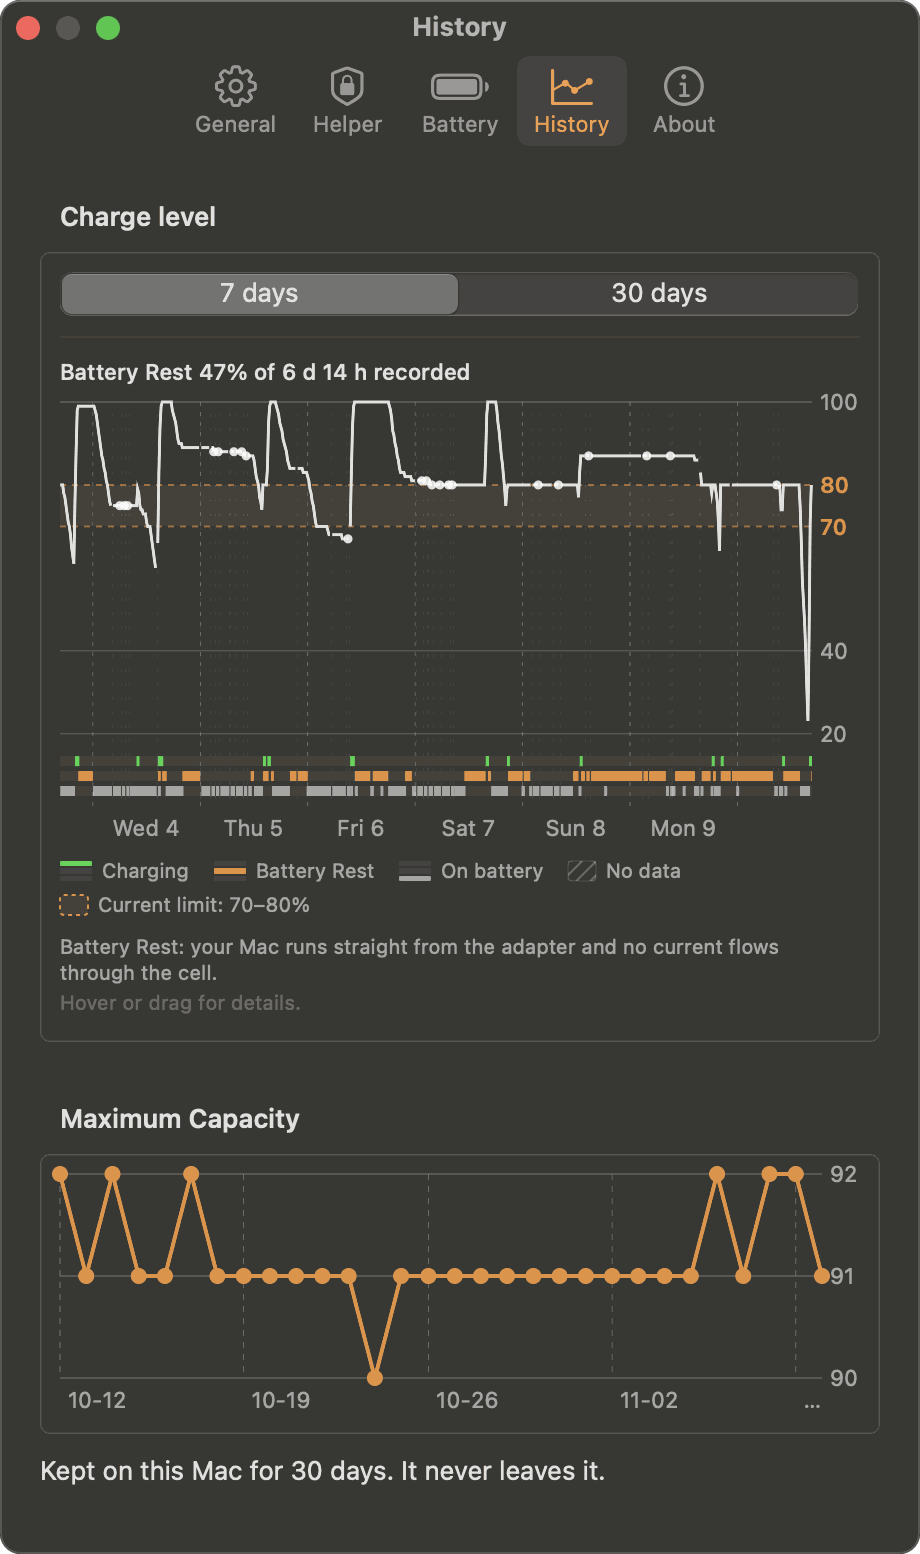 History
General Helper Battery History About
Charge level
7 days 30 days
Battery Rest 47% of 6 d 14 h recorded
100
80
70
40
20
Wed 4 Thu 5 Fri 6 Sat 7 Sun 8 Mon 9
Charging Battery Rest On battery No data
Current limit: 70–80%
Battery Rest: your Mac runs straight from the adapter and no current flows
through the cell.
Hover or drag for details.
Maximum Capacity
92
91
90
10-12 10-19 10-26 11-02 ...
Kept on this Mac for 30 days. It never leaves it.